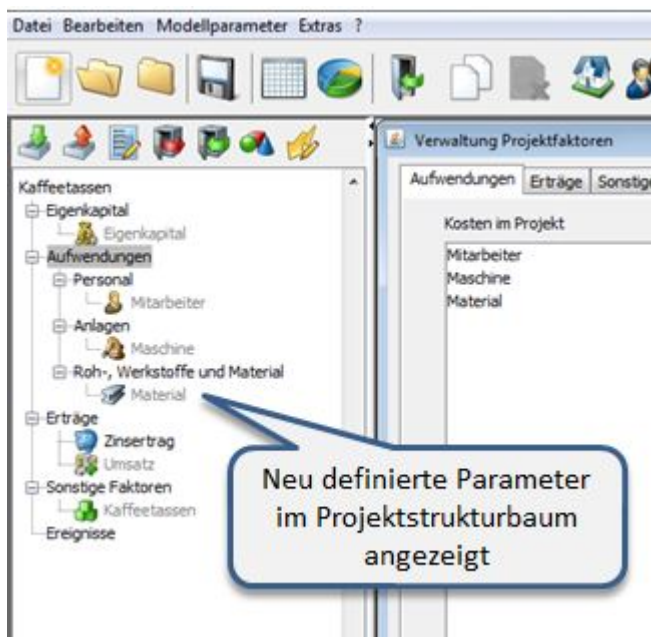 Datei Bearbeiten Modellparameter Extras ?
Verwaltung Projektfaktoren
Aufwendungen Erträge Sonstige
Kosten im Projekt
Mitarbeiter
Maschine
Material
Kaffeetassen
Eigenkapital
Eigenkapital
Aufwendungen
Personal
Mitarbeiter
Anlagen
Maschine
Roh-, Werkstoffe und Material
Material
Erträge
Zinsertrag
Umsatz
Sonstige Faktoren
Kaffeetassen
Ereignisse
Neu definierte Parameter
im Projektstrukturbaum
angezeigt